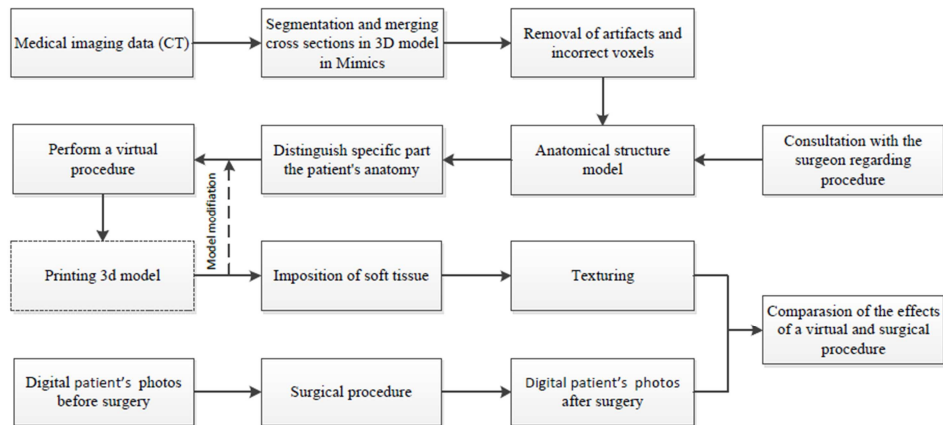 Medical imaging data (CT)
Segmentation and merging
cross sections in 3D model
in Mimics
Removal of artifacts and
incorrect voxels
Perform a virtual
procedure
Distinguish specific part
the patient's anatomy
Anatomical structure
model
Consultation with the
surgeon regarding
procedure
Model modifiation
Printing 3d model
Imposition of soft tissue
Texturing
Comparasion of the effects
of a virtual and surgical
procedure
Digital patient's photos
before surgery
Surgical procedure
Digital patient's photos
after surgery